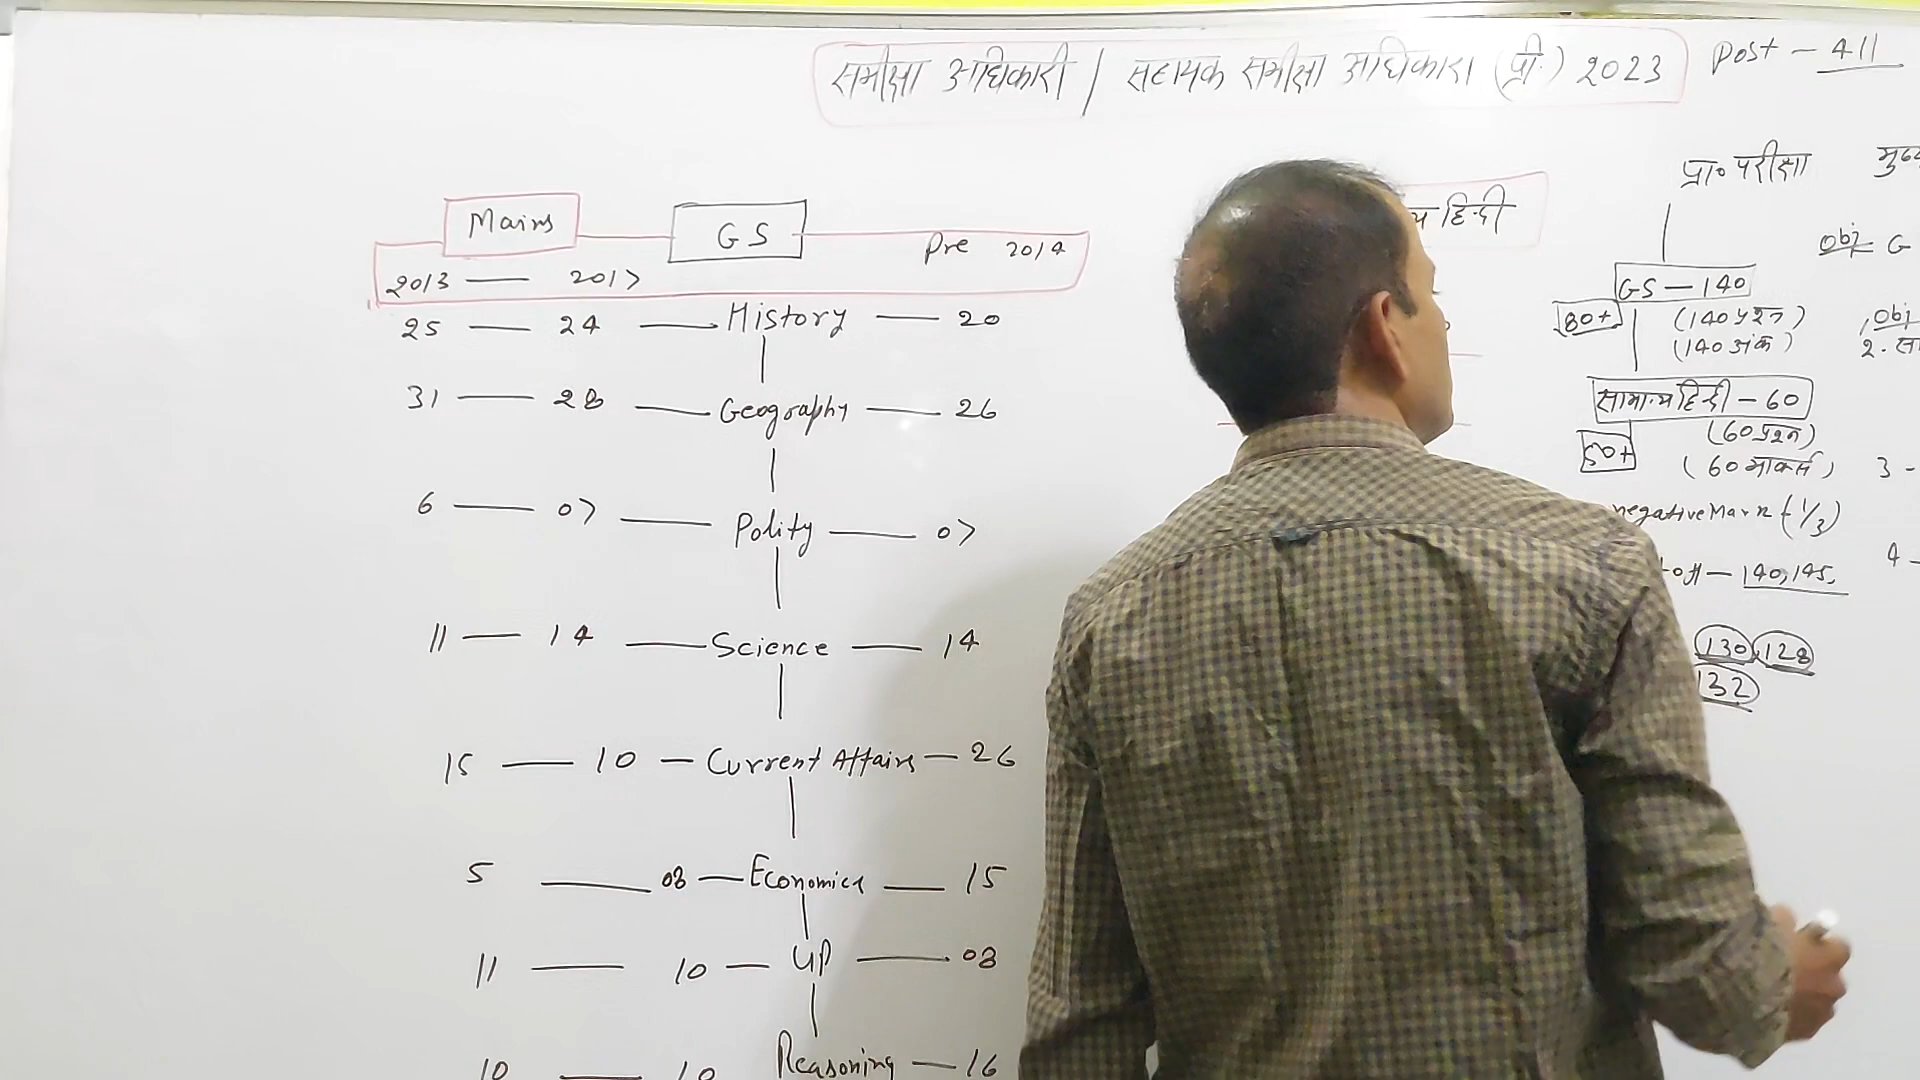 समीक्षा अधिकारी / सहायक समीक्षा अधिकारी (प्री.) 2023
Post - 411
Mains GS Pre 2014
2013 — 2017
25 — 24 — History — 20
31 — 28 — Geography — 26
6 — 07 — Polity — 07
11 — 14 — Science — 14
15 — 10 — Current Affairs — 26
5 — 08 — Economics — 15
11 — 10 — UP — 08
10 — 10 Reasoning — 16
हिन्दी
प्रा० परीक्षा
Obj G
GS — 140
80+ (140 प्रश्न)
(140 अंक)
Obj
2.
सामान्य हिन्दी - 60
(60 प्रश्न)
50+ (60 मार्क्स)
3 -
negative Mark (-1/3)
4 -
140, 145,
130, 128
132